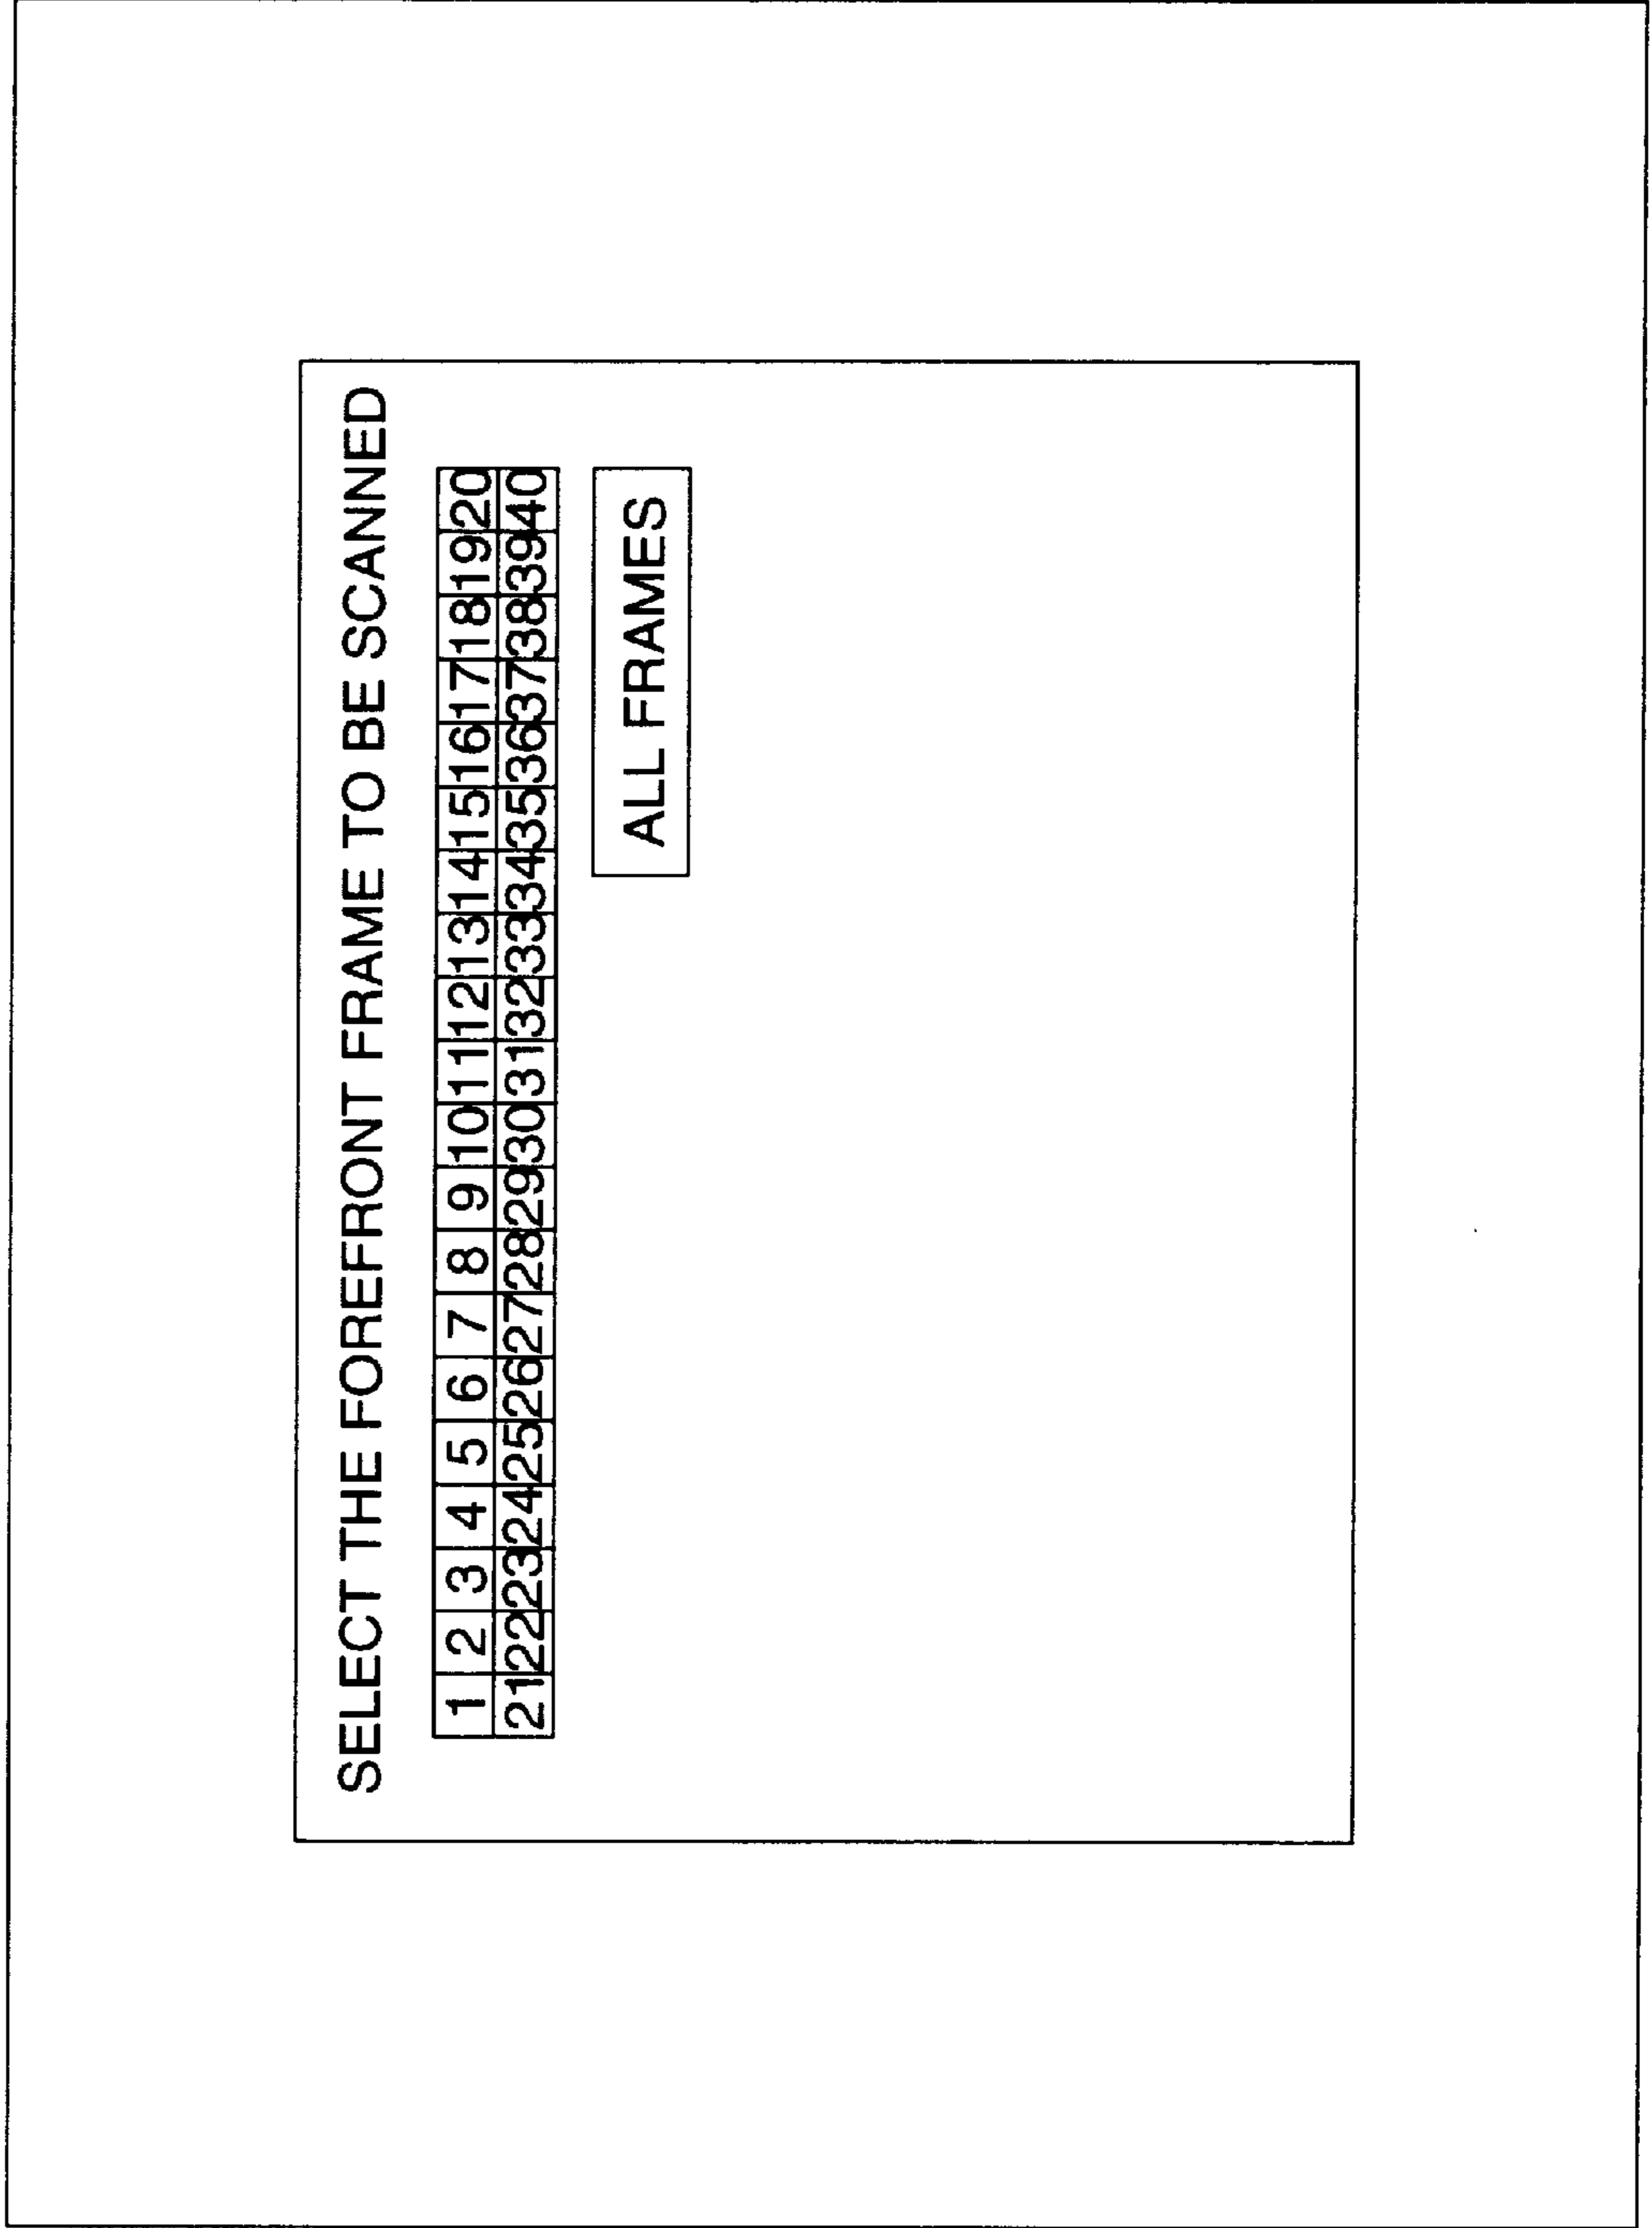 SELECT THE FOREFRONT FRAME TO BE SCANNED
1 2 3 4 5 6 7 8 9 10 11 12 13 14 15 16 17 18 19 20
21 22 23 24 25 26 27 28 29 30 31 32 33 34 35 36 37 38 39 40
ALL FRAMES